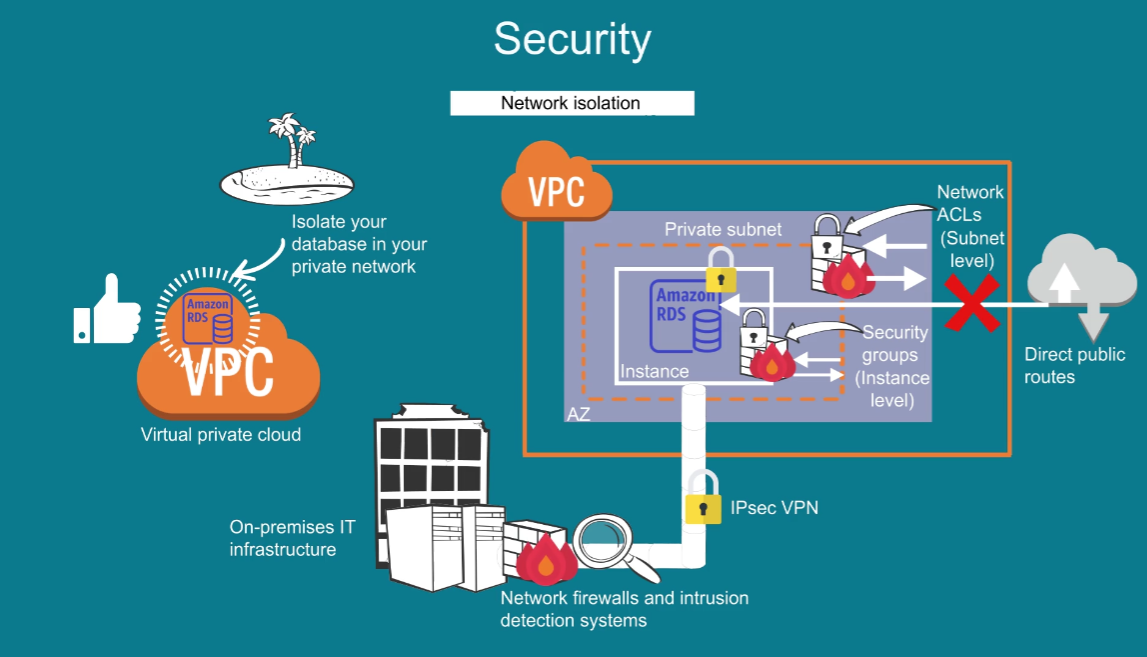 Security
Network isolation
Isolate your
database in your
private network
Amazon
RDS
VPC
Virtual private cloud
VPC
Private subnet
Amazon
RDS
Instance
AZ
Network
ACLs
(Subnet
level)
Security
groups
(Instance
level)
Direct public
routes
IPsec VPN
On-premises IT
infrastructure
Network firewalls and intrusion
detection systems